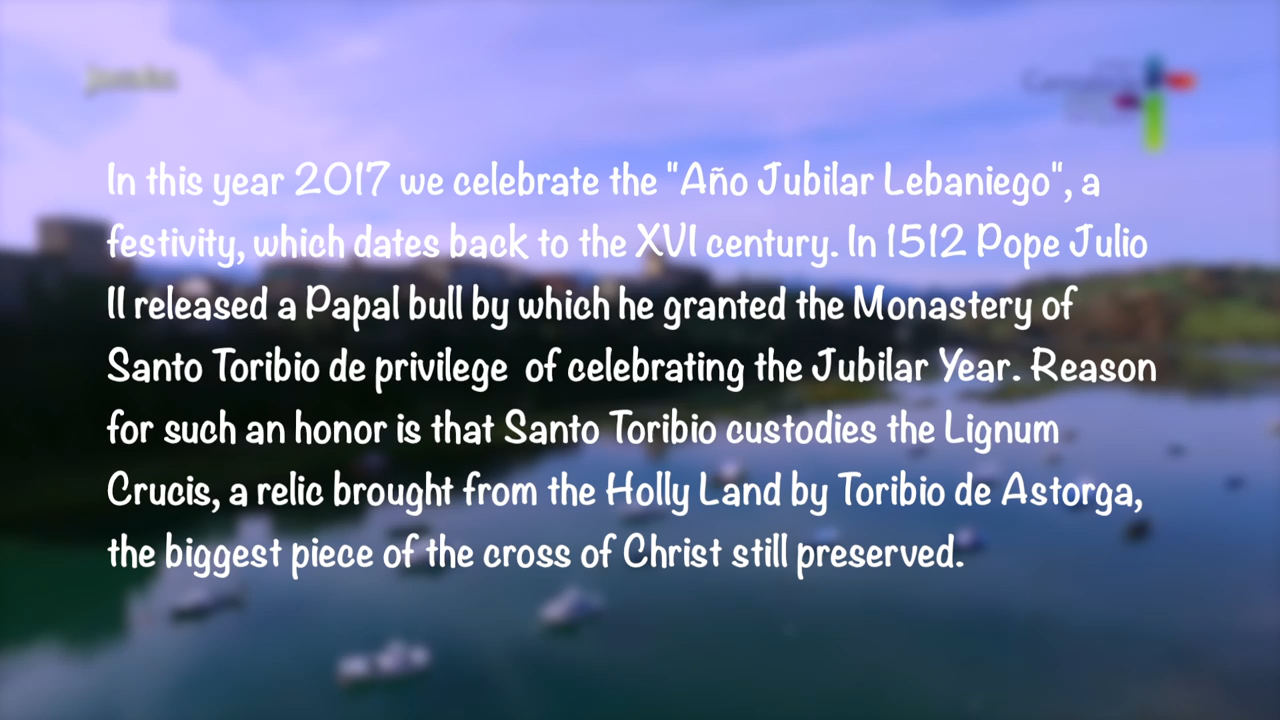 In this year 2017 we celebrate the "Año Jubilar Lebaniego", a
festivity, which dates back to the XVI century. In 1512 Pope Julio
II released a Papal bull by which he granted the Monastery of
Santo Toribio de privilege  of celebrating the Jubilar Year. Reason
for such an honor is that Santo Toribio custodies the Lignum
Crucis, a relic brought from the Holly Land by Toribio de Astorga,
the biggest piece of the cross of Christ still preserved.